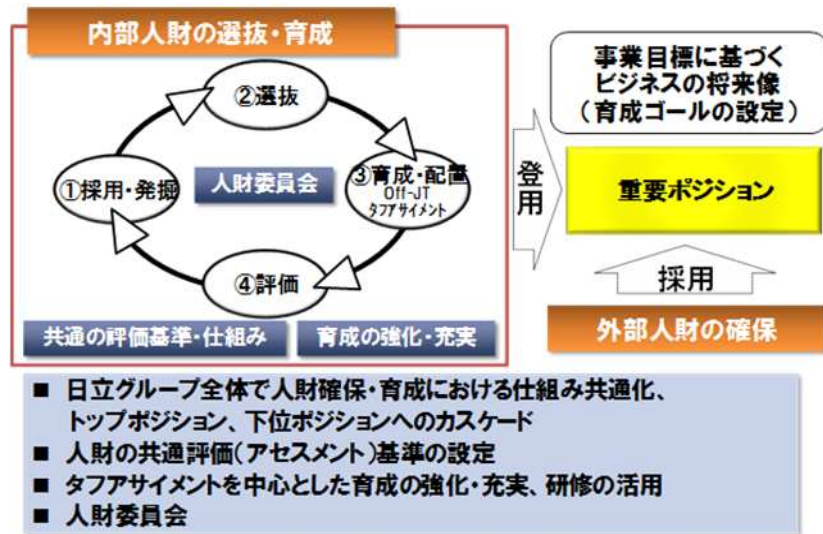 内部人財の選抜・育成
②選抜
①採用・発掘
人財委員会
③育成・配置
Off-JT
タフアサイメント
④評価
共通の評価基準・仕組み
育成の強化・充実
登用
事業目標に基づく
ビジネスの将来像
（育成ゴールの設定）
重要ポジション
採用
外部人財の確保
■ 日立グループ全体で人財確保・育成における仕組み共通化、
トップポジション、下位ポジションへのカスケード
■ 人財の共通評価（アセスメント）基準の設定
■ タフアサイメントを中心とした育成の強化・充実、研修の活用
■ 人財委員会